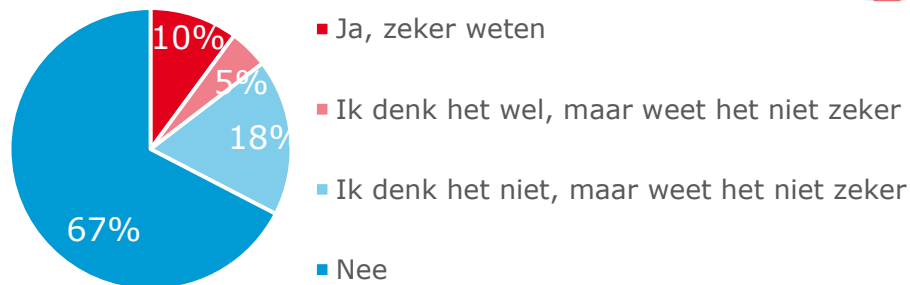 10%
Ja, zeker weten
5%
Ik denk het wel, maar weet het niet zeker
18%
Ik denk het niet, maar weet het niet zeker
67%
Nee